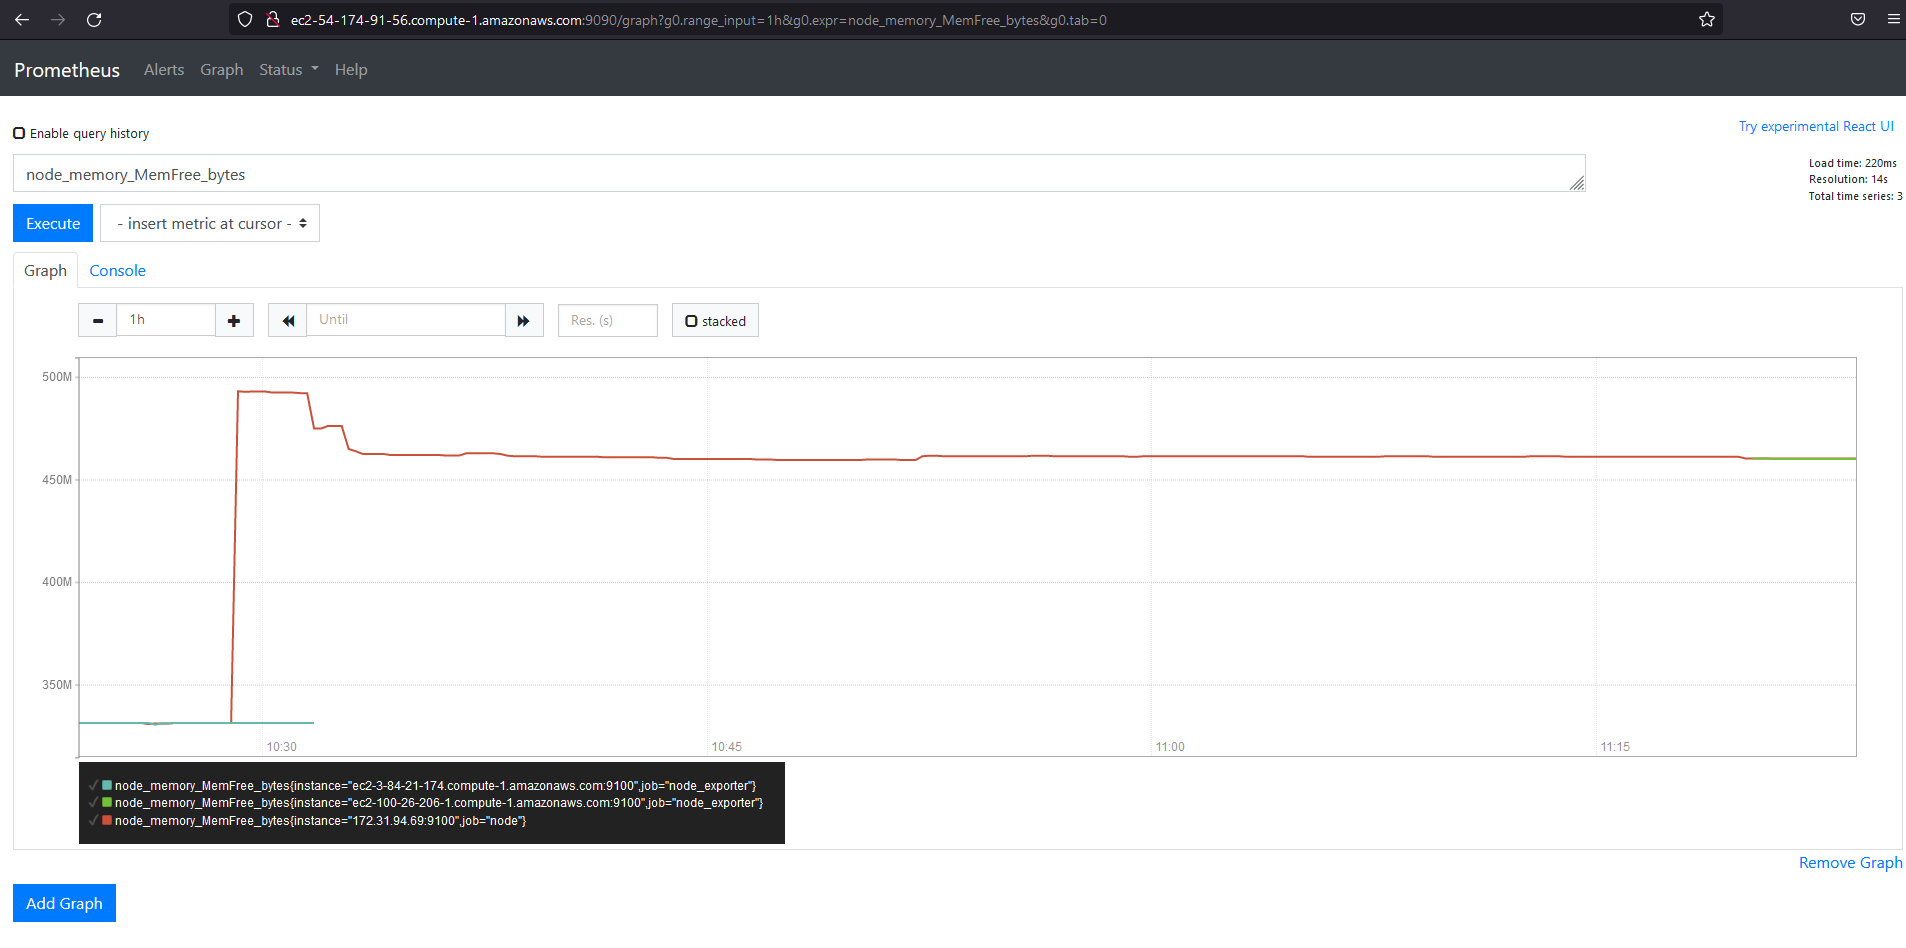 ec2-54-174-91-56.compute-1.amazonaws.com:9090/graph?g0.range_input=1h&g0.expr=node_memory_MemFree_bytes&g0.tab=0
Prometheus Alerts Graph Status Help
Enable query history
Try experimental React UI
node_memory_MemFree_bytes
Load time: 220ms
Resolution: 14s
Total time series: 3
Execute - insert metric at cursor -
Graph Console
1h Until Res. (s) stacked
500M
450M
400M
350M
10:30 10:45 11:00 11:15
node_memory_MemFree_bytes{instance="ec2-3-84-21-174.compute-1.amazonaws.com:9100",job="node_exporter"}
node_memory_MemFree_bytes{instance="ec2-100-26-206-1.compute-1.amazonaws.com:9100",job="node_exporter"}
node_memory_MemFree_bytes{instance="172.31.94.69:9100",job="node"}
Remove Graph
Add Graph